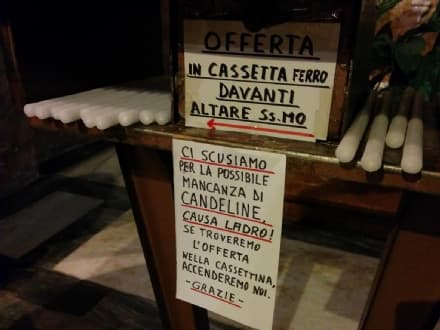 OFFERTA
IN CASSETTA FERRO
DAVANTI
ALTARE SS.MO
CI SCUSIAMO
PER LA POSSIBILE
MANCANZA DI
CANDELINE,
CAUSA LADRO!
SE TROVEREMO
L'OFFERTA
NELLA CASSETTINA,
ACCENDEREMO NOI.
-GRAZIE-